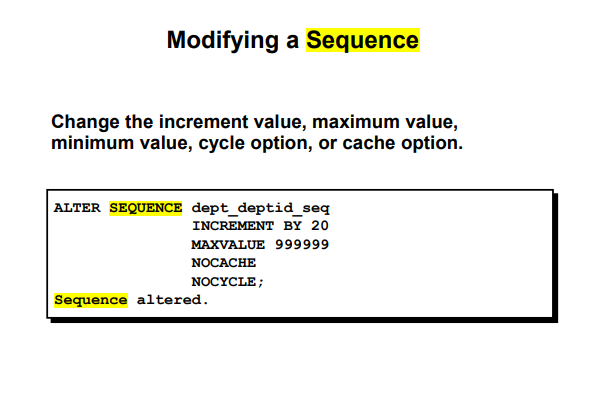 Modifying a Sequence
Change the increment value, maximum value,
minimum value, cycle option, or cache option.
ALTER SEQUENCE dept_deptid_seq
INCREMENT BY 20
MAXVALUE 999999
NOCACHE
NOCYCLE;
Sequence altered.